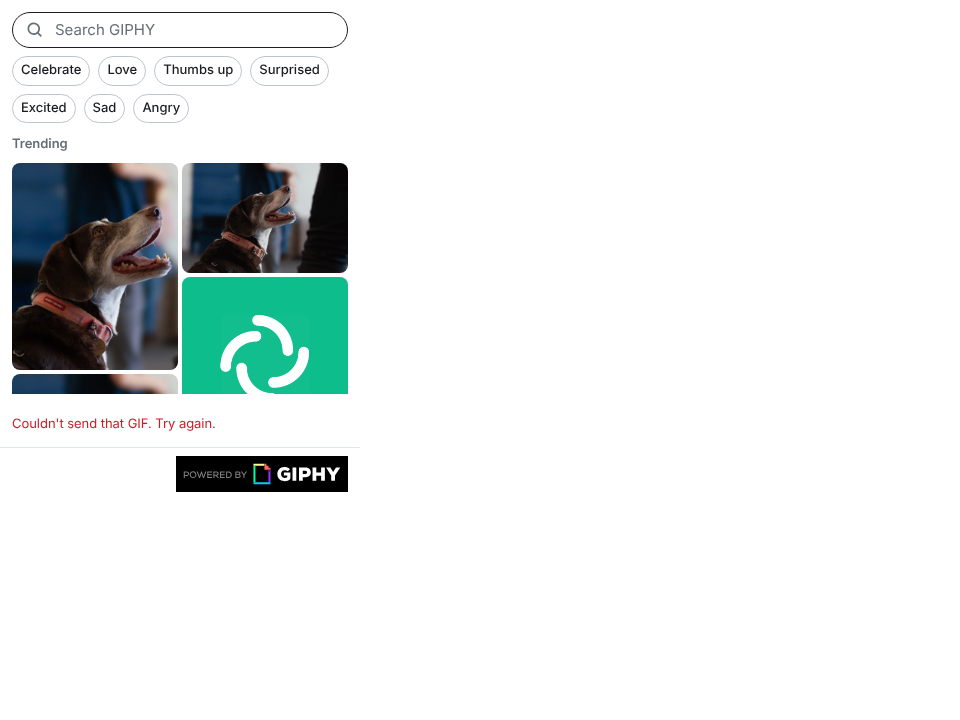 Search GIPHY
Celebrate
Love
Thumbs up
Surprised
Excited
Sad
Angry
Trending
Couldn't send that GIF. Try again.
POWERED BY GIPHY